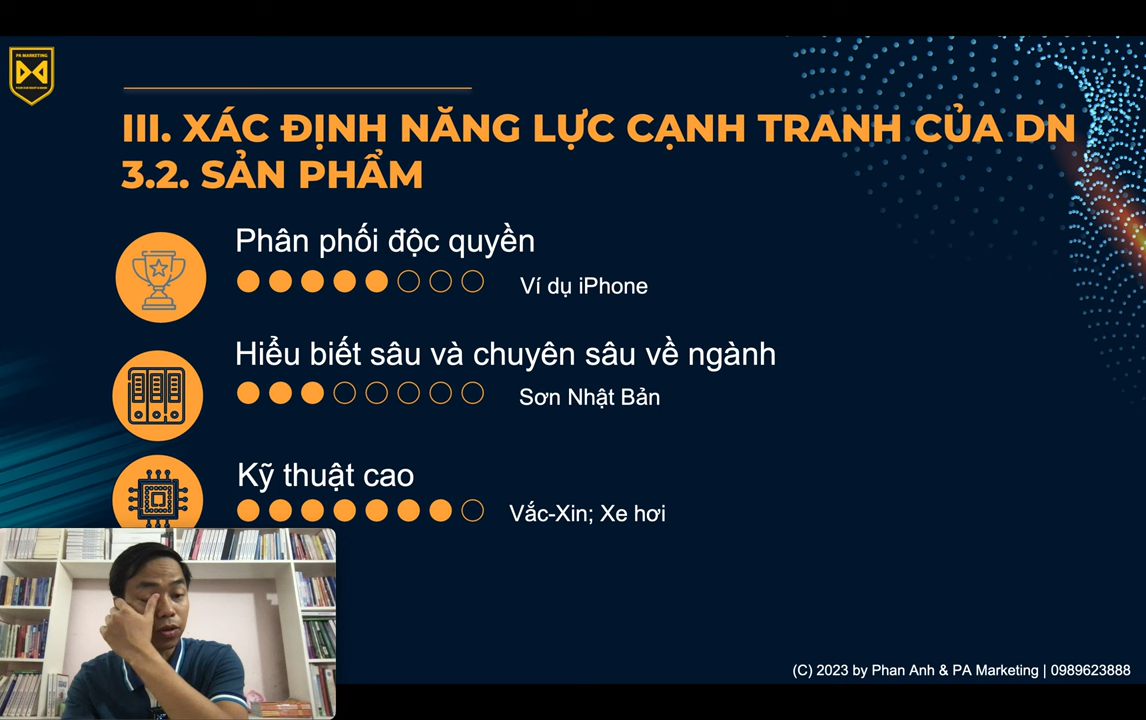 PA MARKETING
III. XÁC ĐỊNH NĂNG LỰC CẠNH TRANH CỦA DN
3.2. SẢN PHẨM
Phân phối độc quyền
Ví dụ iPhone
Hiểu biết sâu và chuyên sâu về ngành
Sơn Nhật Bản
Kỹ thuật cao
Vắc-Xin; Xe hơi
(C) 2023 by Phan Anh & PA Marketing | 0989623888